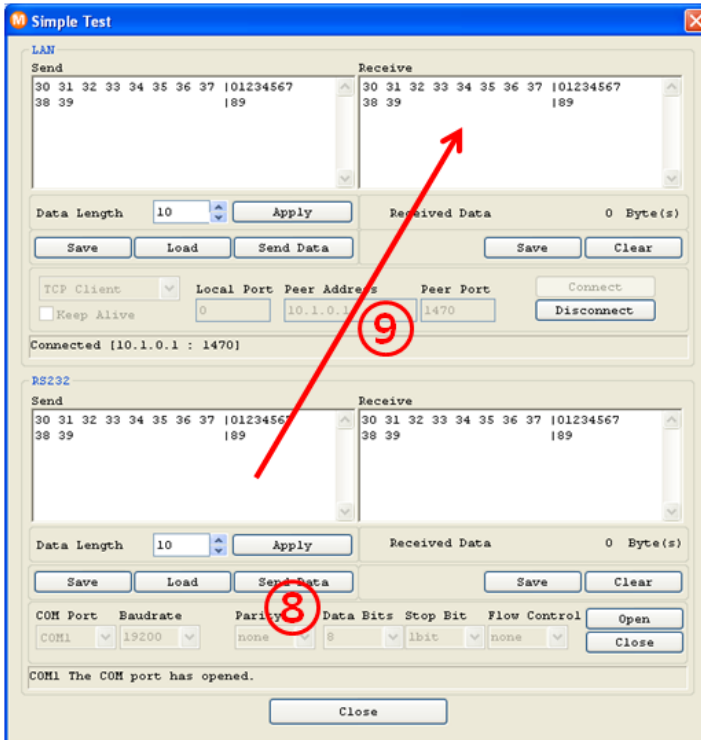 Simple Test
LAN
Send Receive
30 31 32 33 34 35 36 37 |01234567 30 31 32 33 34 35 36 37 |01234567
38 39 |89 38 39 |89
Data Length 10 Apply Received Data 0 Byte(s)
Save Load Send Data Save Clear
TCP Client Local Port Peer Address Peer Port Connect
Keep Alive 0 10.1.0.1 1470 Disconnect
⑨
Connected [10.1.0.1 : 1470]
RS232
Send Receive
30 31 32 33 34 35 36 37 |01234567 30 31 32 33 34 35 36 37 |01234567
38 39 |89 38 39 |89
Data Length 10 Apply Received Data 0 Byte(s)
Save Load Send Data Save Clear
⑧
COM Port Baudrate Parity Data Bits Stop Bit Flow Control Open
COM1 19200 none 8 1bit none Close
COM1 The COM port has opened.
Close